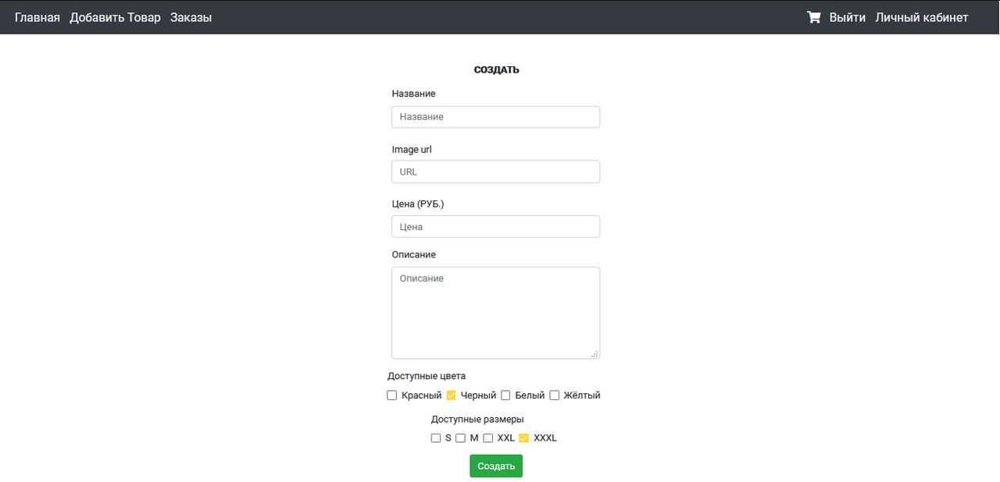 Главная Добавить Товар Заказы Выйти Личный кабинет
СОЗДАТЬ
Название
Название
Image url
URL
Цена (РУБ.)
Цена
Описание
Описание
Доступные цвета
Красный Черный Белый Жёлтый
Доступные размеры
S M XXL XXXL
Создать